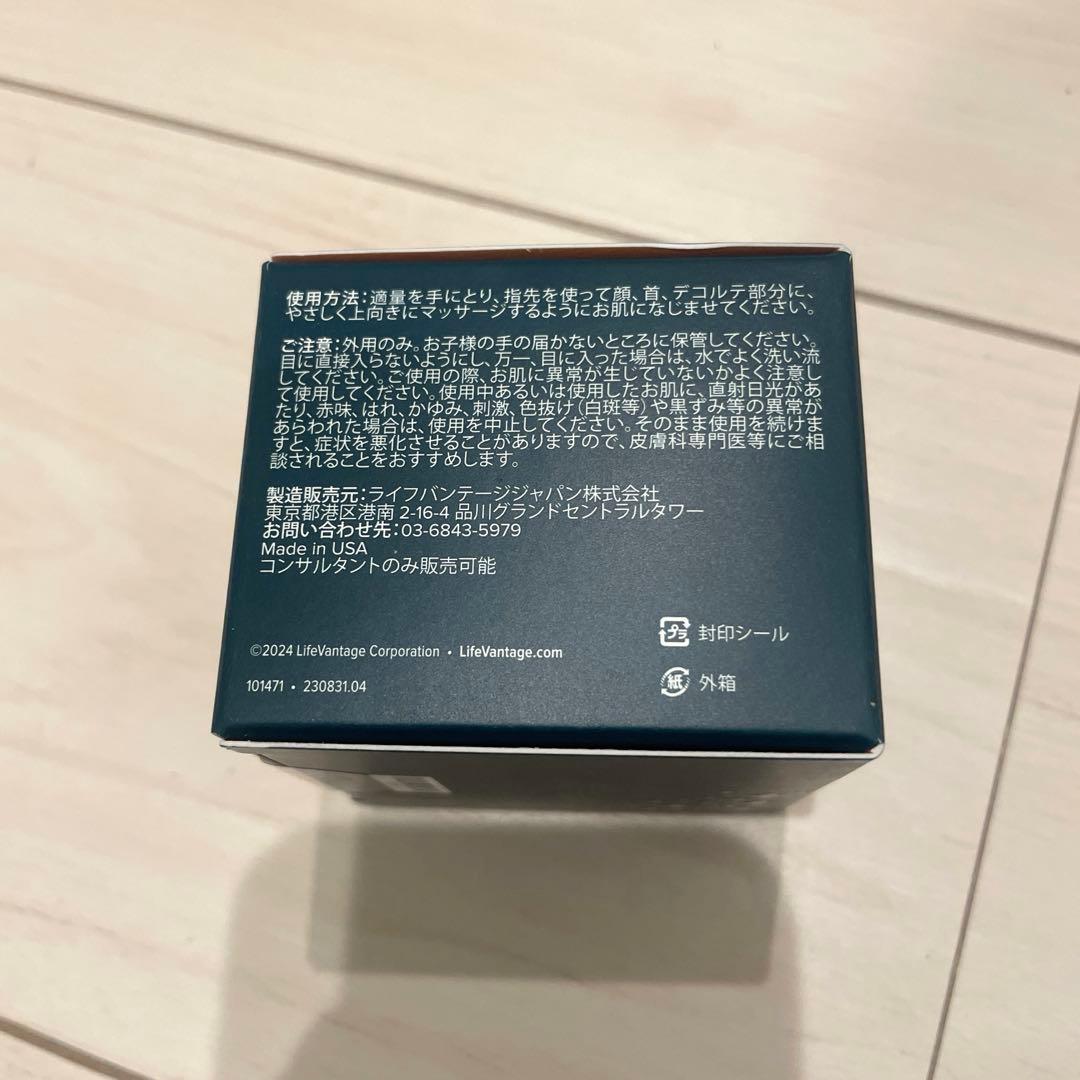 使用方法：適量を手にとり、指先を使って顔、首、デコルテ部分に、
やさしく上向きにマッサージするようにお肌になじませてください。
ご注意：外用のみ。お子様の手の届かないところに保管してください。
目に直接入らないようにし、万一、目に入った場合は、水でよく洗い流
してください。ご使用の際、お肌に異常が生じていないかよく注意し
て使用してください。使用中あるいは使用したお肌に、直射日光があ
たり、赤味、はれ、かゆみ、刺激、色抜け（白斑等）や黒ずみ等の異常が
あらわれた場合は、使用を中止してください。そのまま使用を続けま
すと、症状を悪化させることがありますので、皮膚科専門医等にご相
談されることをおすすめします。
製造販売元：ライフバンテージジャパン株式会社
東京都港区港南 2-16-4 品川グランドセントラルタワー
お問い合わせ先：03-6843-5979
Made in USA
コンサルタントのみ販売可能
プラ 封印シール
©2024 LifeVantage Corporation • LifeVantage.com
紙 外箱
101471 • 230831.04